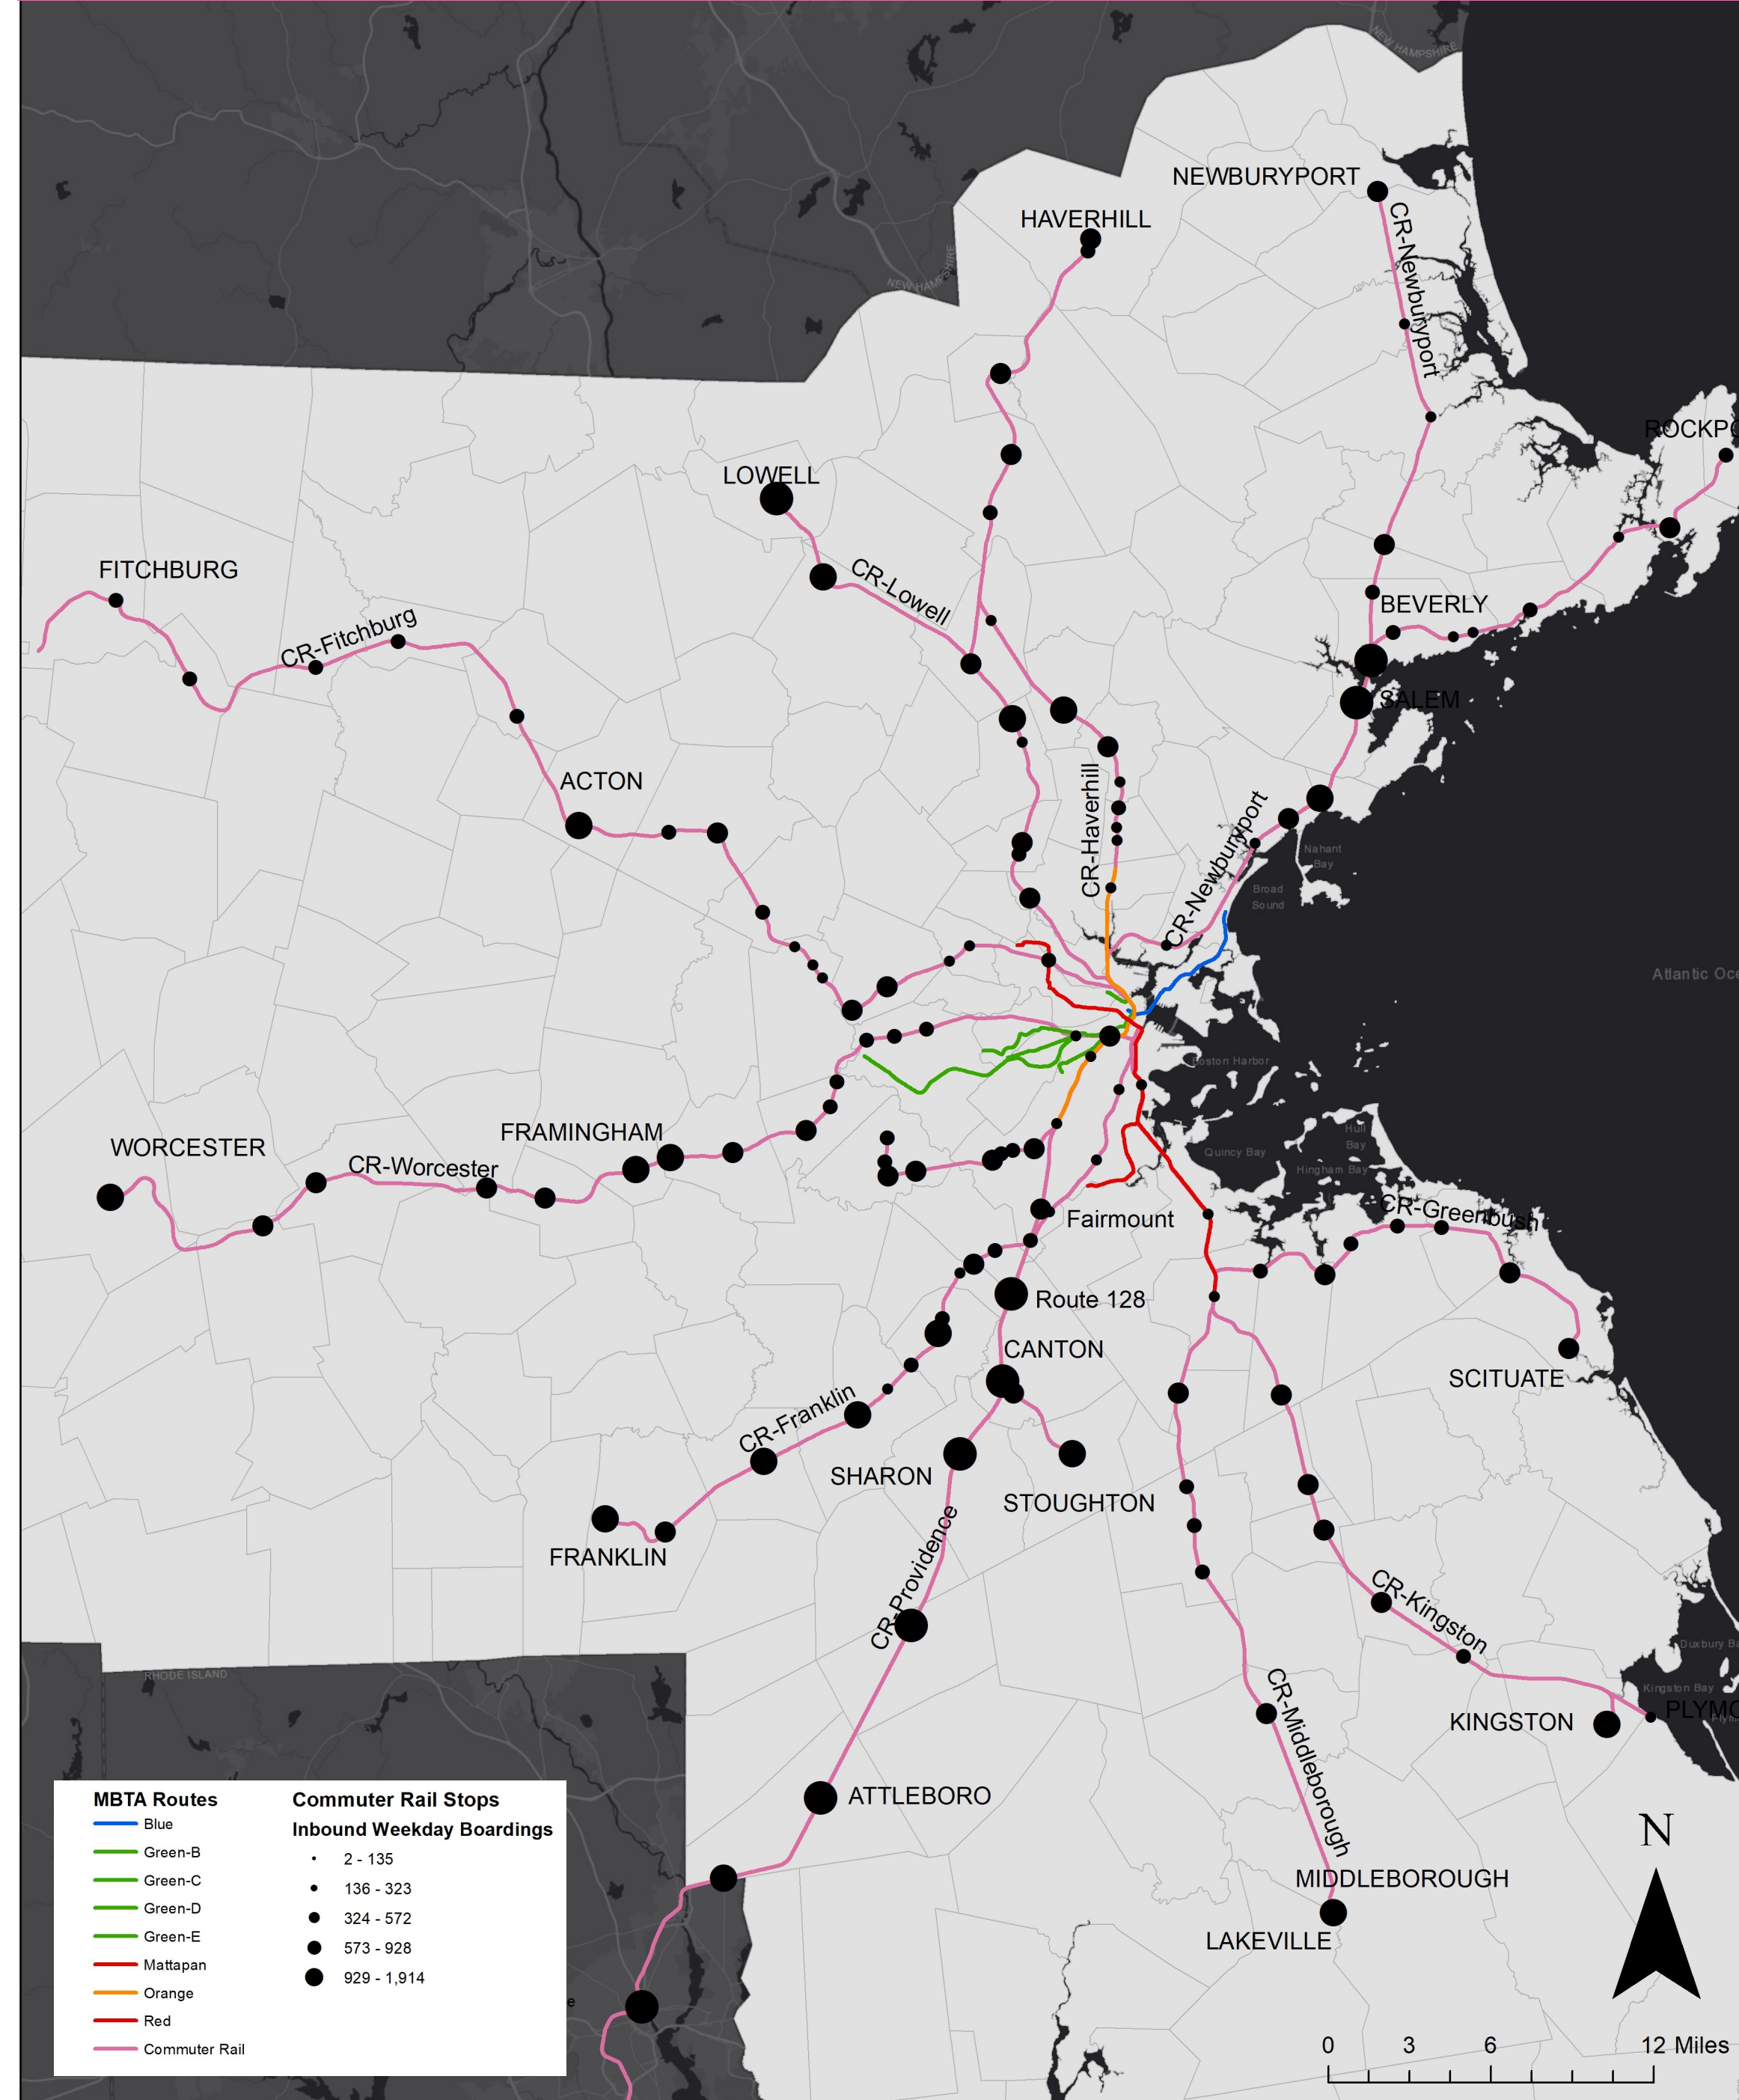 NEW HAMPSHIRE
NEWBURYPORT
HAVERHILL
CR-Newburyport
NEW HAMPSHIRE
ROCKPO
LOWELL
FITCHBURG
CR-Lowell
BEVERLY
CR-Fitchburg
SALEM
ACTON
CR-Haverhill
CR-Newburyport
Nahant
Bay
Broad
Sound
Atlantic Oce
Boston Harbor
FRAMINGHAM
WORCESTER
CR-Worcester
Hull
Bay
Quincy Bay
Hingham Bay
CR-Greenbush
Fairmount
Route 128
CANTON
SCITUATE
CR-Franklin
SHARON
STOUGHTON
FRANKLIN
CR-Providence
CR-Kingston
Duxbury Ba
RHODE ISLAND
Kingston Bay
CR-Middleborough
KINGSTON
PLYMO
Plym
ATTLEBORO
MIDDLEBOROUGH
LAKEVILLE
N
0 3 6 12 Miles
e
MBTA Routes
Blue
Green-B
Green-C
Green-D
Green-E
Mattapan
Orange
Red
Commuter Rail
Commuter Rail Stops
Inbound Weekday Boardings
2 - 135
136 - 323
324 - 572
573 - 928
929 - 1,914